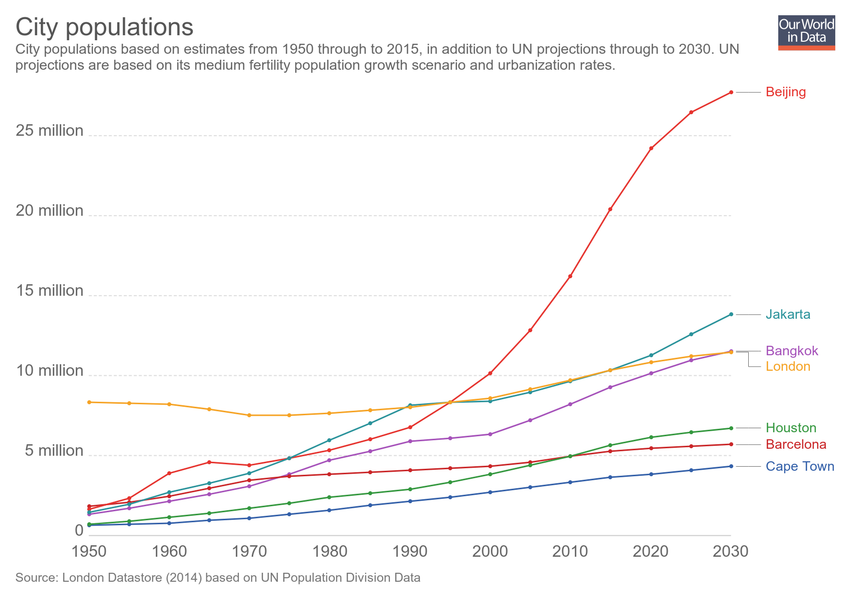 City populations
Our World
in Data
City populations based on estimates from 1950 through to 2015, in addition to UN projections through to 2030. UN
projections are based on its medium fertility population growth scenario and urbanization rates.
Beijing
25 million
20 million
15 million
Jakarta
Bangkok
10 million
London
Houston
Barcelona
5 million
Cape Town
0
1950 1960 1970 1980 1990 2000 2010 2020 2030
Source: London Datastore (2014) based on UN Population Division Data